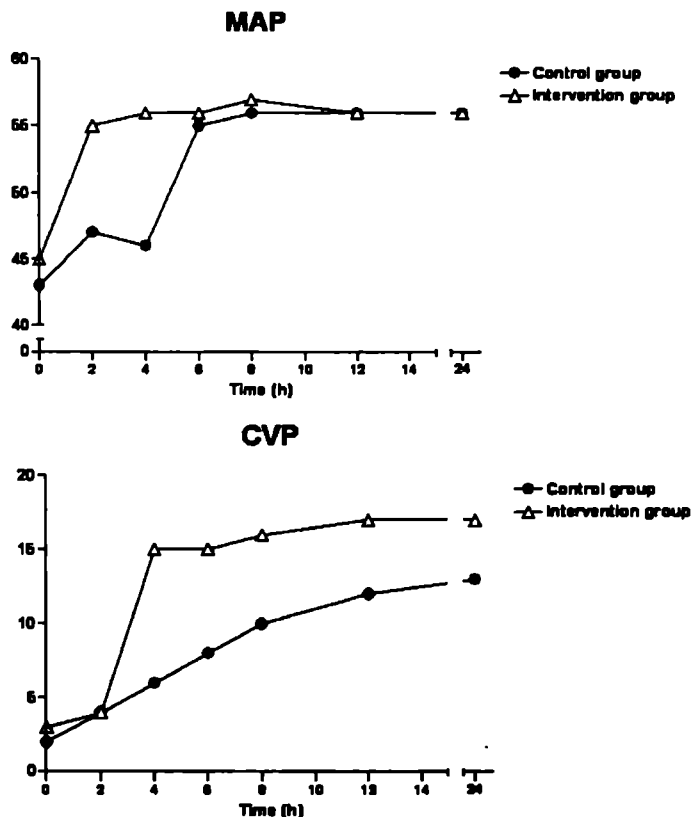 MAP
60
Control group
Intervention group
55
50
45
40
0
0 2 4 6 8 10 12 14 24
Time (h)
CVP
20
Control group
Intervention group
15
10
5
0
0 2 4 6 8 10 12 14 24
Time (h)